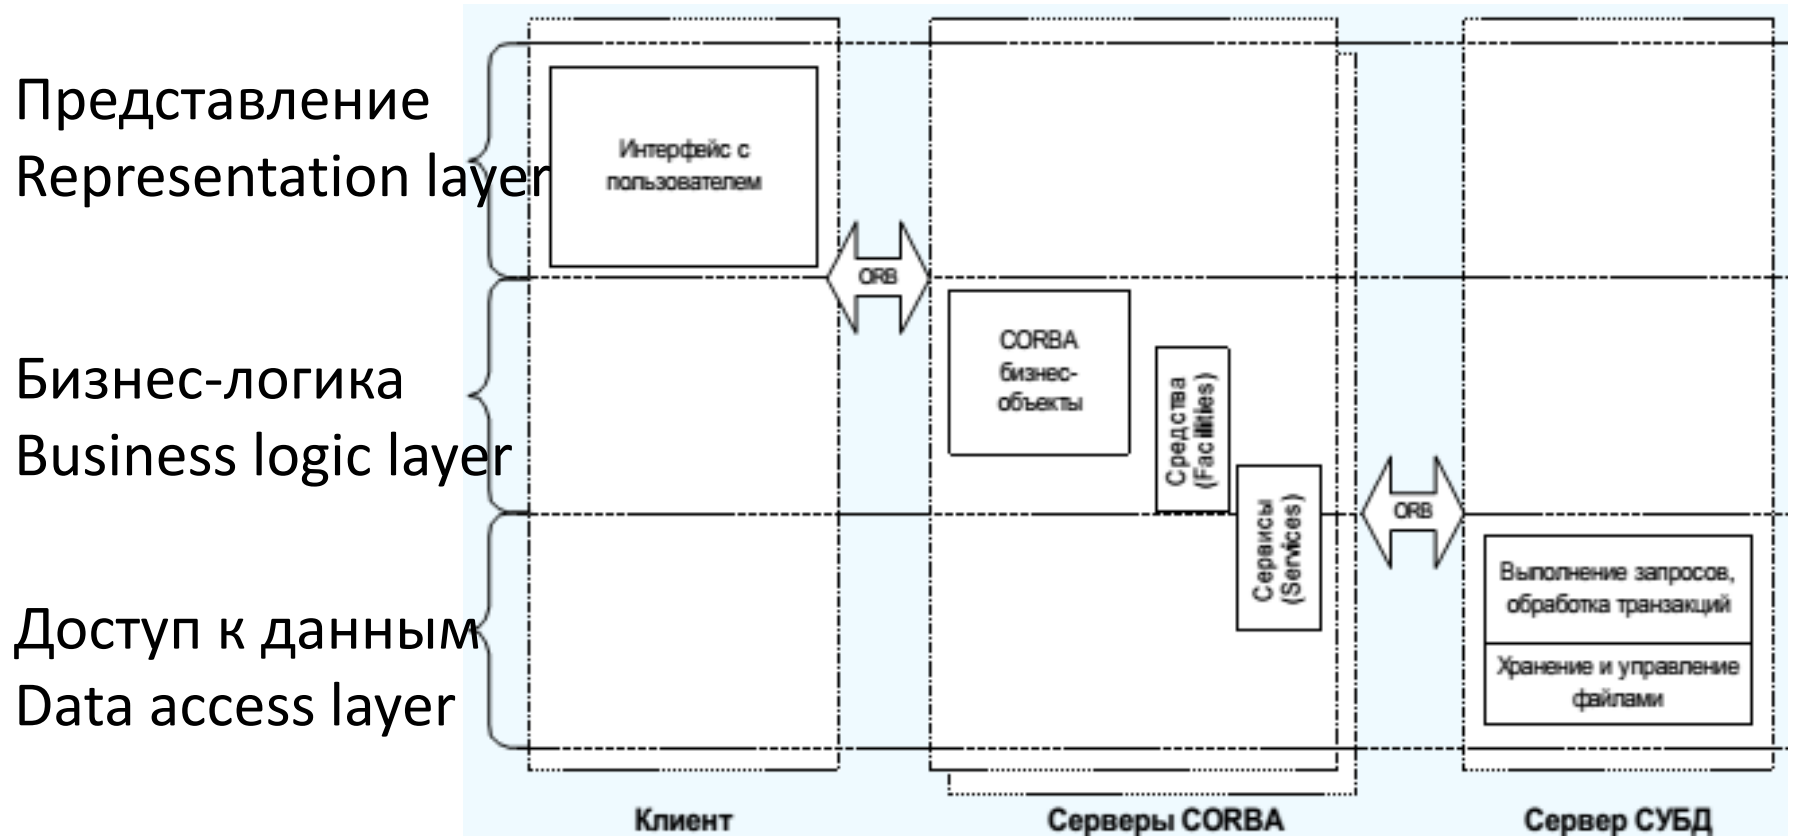 Представление
Representation layer
Интерфейс с
пользователем
ORB
Бизнес-логика
Business logic layer
CORBA
бизнес-
объекты
Средства
(Facilities)
Сервисы
(Services)
ORB
Доступ к данным
Data access layer
Выполнение запросов,
обработка транзакций
Хранение и управление
файлами
Клиент
Серверы CORBA
Сервер СУБД